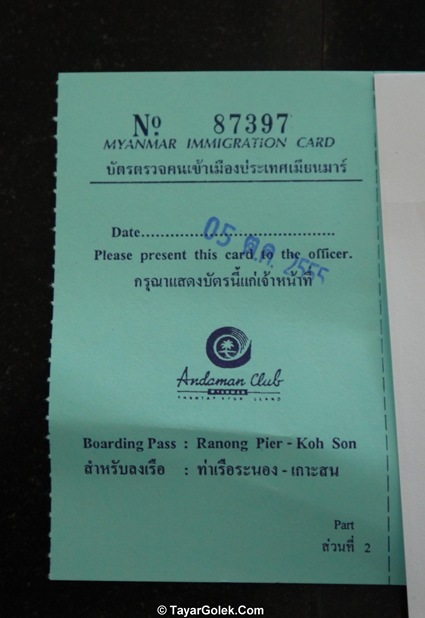 No 87397
MYANMAR IMMIGRATION CARD
บัตรตรวจคนเข้าเมืองประเทศเมียนมาร์
Date........................................
05 ต.ค. 2555
Please present this card to the officer.
กรุณาแสดงบัตรนี้แก่เจ้าหน้าที่
Andaman Club
MYANMAR
Boarding Pass : Ranong Pier - Koh Son
สำหรับลงเรือ : ท่าเรือระนอง - เกาะสน
Part
ส่วนที่ 2
© TayarGolek.Com